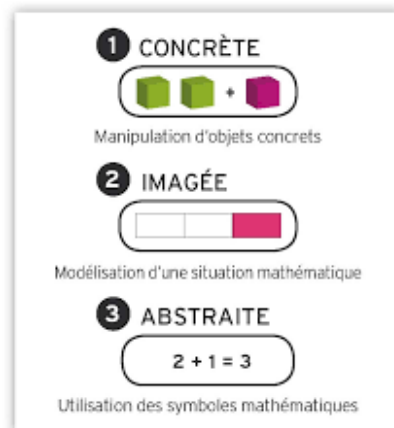 1 CONCRÈTE
+
Manipulation d'objets concrets
2 IMAGÉE
Modélisation d'une situation mathématique
3 ABSTRAITE
2 + 1 = 3
Utilisation des symboles mathématiques